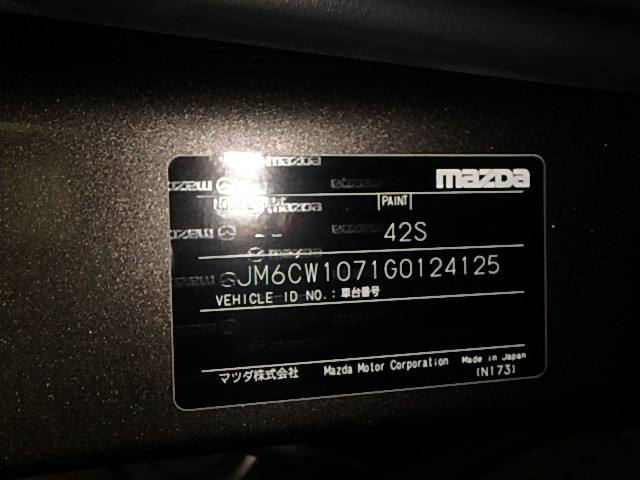 mazda
MODEL PAINT
-- 42S
JM6CW1071G0124125
VEHICLE ID NO.: 車台番号
マツダ株式会社 Mazda Motor Corporation Made in Japan
(N173)